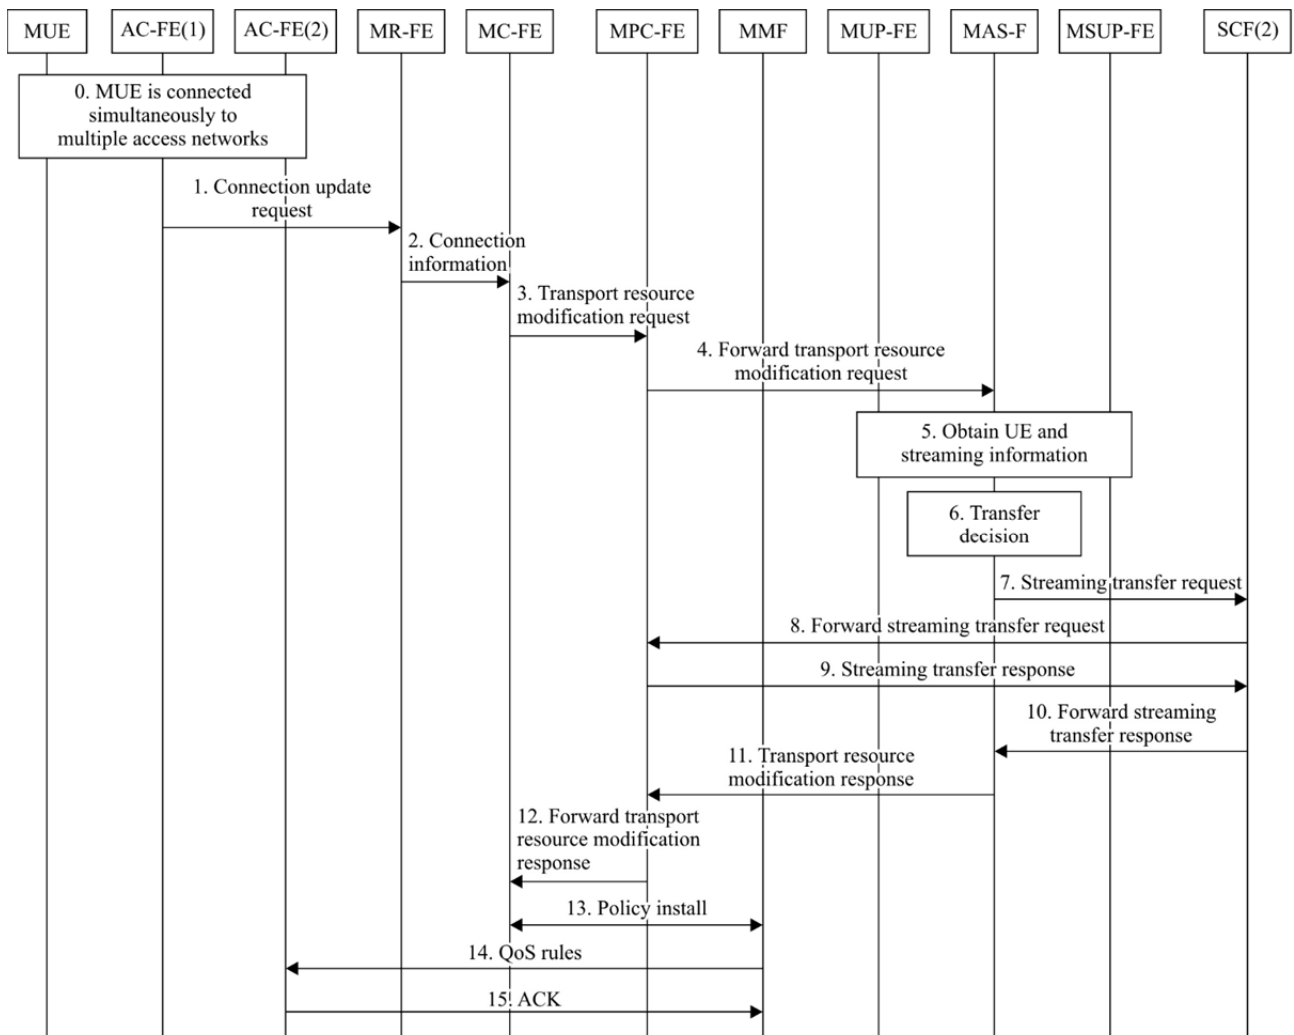 MUE
AC-FE(1)
AC-FE(2)
MR-FE
MC-FE
MPC-FE
MMF
MUP-FE
MAS-F
MSUP-FE
SCF(2)
0. MUE is connected
simultaneously to
multiple access networks
1. Connection update
request
2. Connection
information
3. Transport resource
modification request
4. Forward transport resource
modification request
5. Obtain UE and
streaming information
6. Transfer
decision
7. Streaming transfer request
8. Forward streaming transfer request
9. Streaming transfer response
10. Forward streaming
transfer response
11. Transport resource
modification response
12. Forward transport
resource modification
response
13. Policy install
14. QoS rules
15. ACK